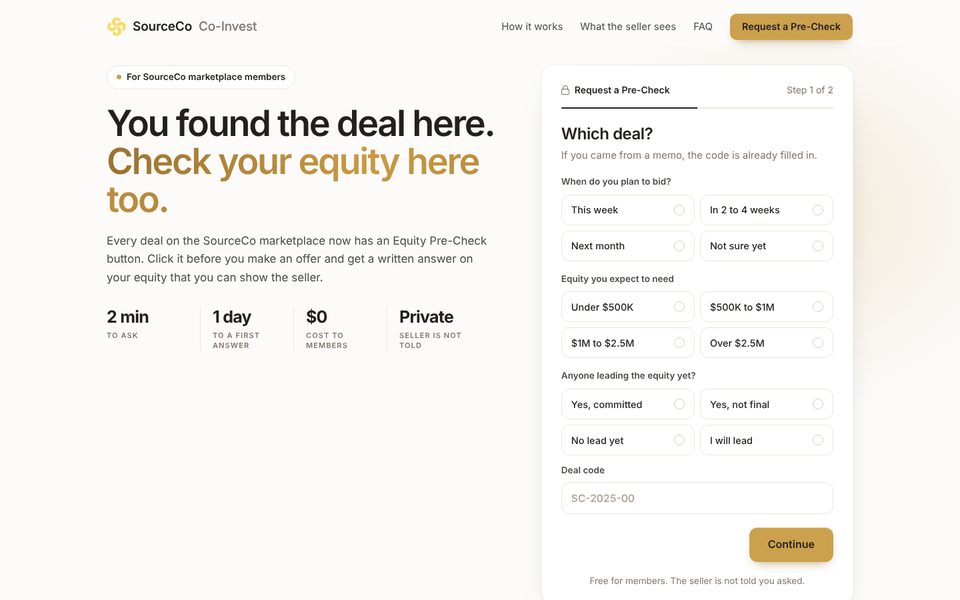 SourceCo Co-Invest
How it works
What the seller sees
FAQ
Request a Pre-Check
For SourceCo marketplace members
You found the deal here.
Check your equity here
too.
Every deal on the SourceCo marketplace now has an Equity Pre-Check
button. Click it before you make an offer and get a written answer on
your equity that you can show the seller.
2 min
TO ASK
1 day
TO A FIRST
ANSWER
$0
COST TO
MEMBERS
Private
SELLER IS NOT
TOLD
Request a Pre-Check
Step 1 of 2
Which deal?
If you came from a memo, the code is already filled in.
When do you plan to bid?
This week
In 2 to 4 weeks
Next month
Not sure yet
Equity you expect to need
Under $500K
$500K to $1M
$1M to $2.5M
Over $2.5M
Anyone leading the equity yet?
Yes, committed
Yes, not final
No lead yet
I will lead
Deal code
SC-2025-00
Continue
Free for members. The seller is not told you asked.